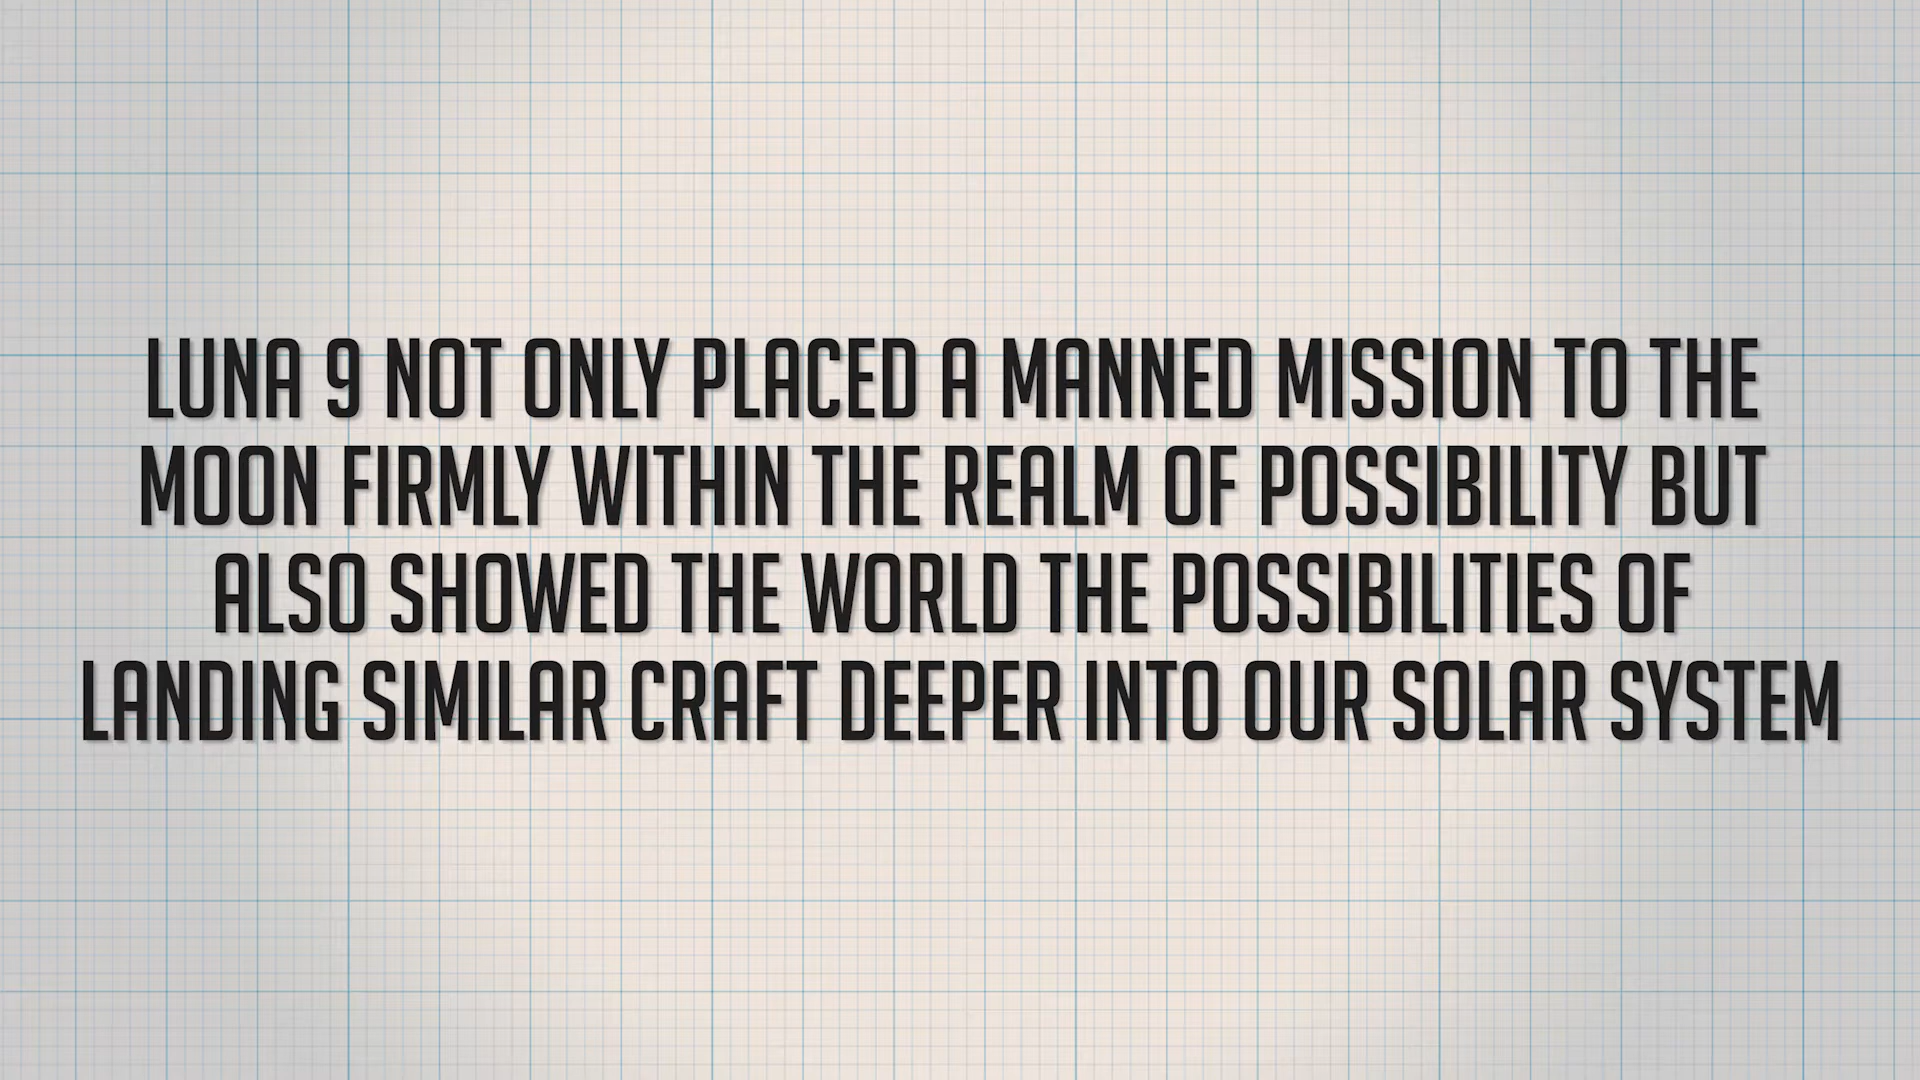 LUNA 9 NOT ONLY PLACED A MANNED MISSION TO THE
MOON FIRMLY WITHIN THE REALM OF POSSIBILITY BUT
ALSO SHOWED THE WORLD THE POSSIBILITIES OF
LANDING SIMILAR CRAFT DEEPER INTO OUR SOLAR SYSTEM